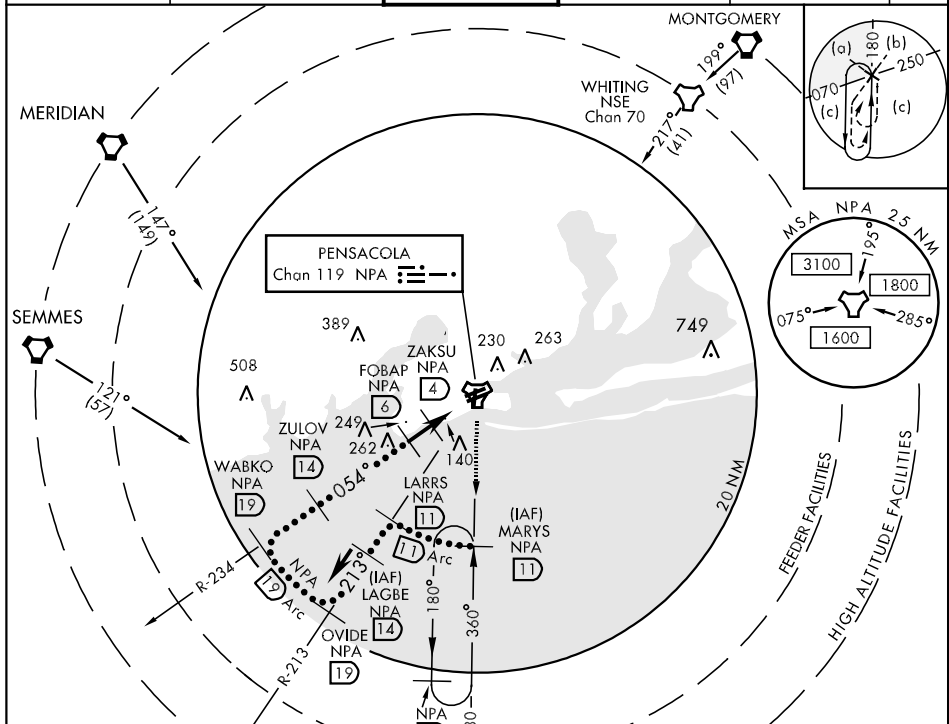 MONTGOMERY
199°
(97)
WHITING
NSE
Chan 70
217°
(41)
(a)
180
(b)
250
070
(c)
(c)
MERIDIAN
147°
(149)
MSA NPA 25 NM
195°
3100
1800
075°
285°
1600
PENSACOLA
Chan 119 NPA
SEMMES
121°
(57)
389
508
230
263
749
ZAKSU
NPA
4
FOBAP
NPA
6
249
262
140
ZULOV
NPA
14
054°
WABKO
NPA
19
LARRS
NPA
11
11 Arc
(IAF)
MARYS
NPA
11
20 NM
FEEDER FACILITIES
HIGH ALTITUDE FACILITIES
R-234
NPA
19 Arc
213°
(IAF)
LAGBE
NPA
14
180°
360°
OVIDE
NPA
19
R-213
NPA